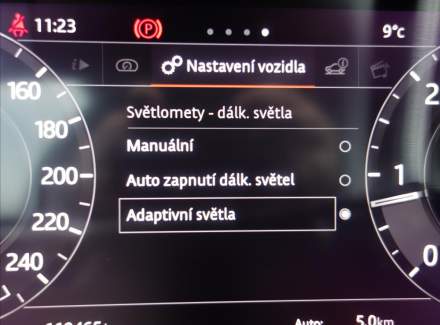 11:23
9°c
Nastavení vozidla
Světlomety - dálk. světla
Manuální
Auto zapnutí dálk. světel
Adaptivní světla
160
180
200
220
240
2
1
0
Auto:
5.0km